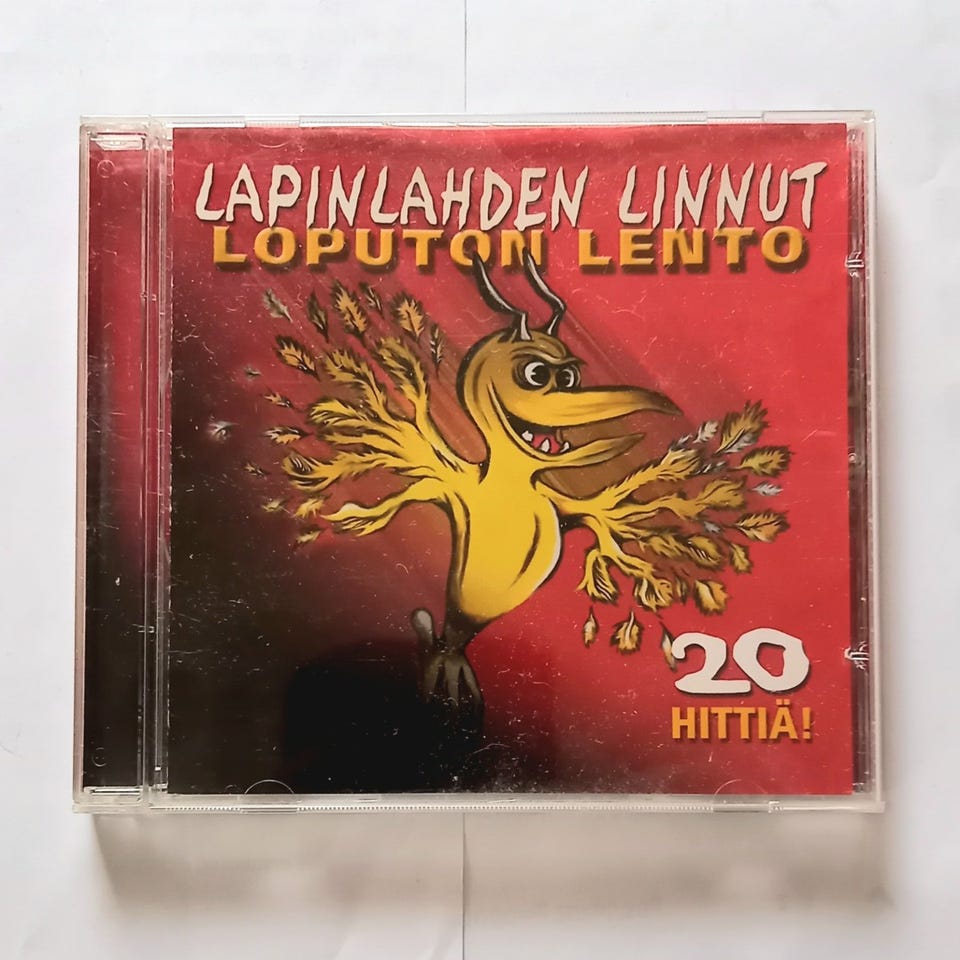 LAPINLAHDEN LINNUT
LOPUTON LENTO
20
HITTIÄ!